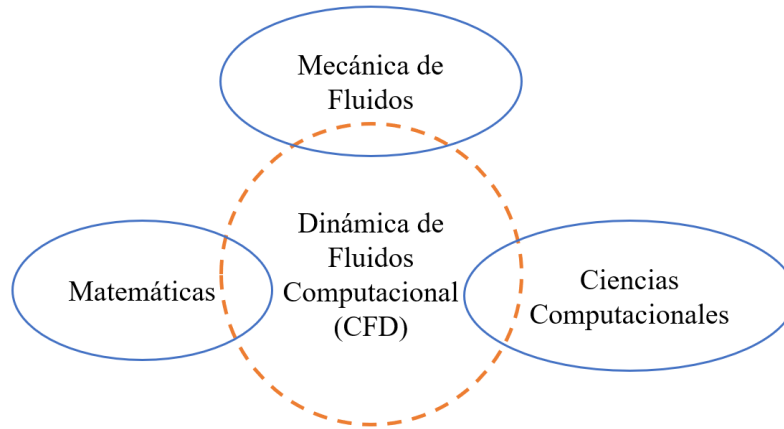 Mecánica de
Fluidos
Dinámica de
Fluidos
Computacional
(CFD)
Matemáticas
Ciencias
Computacionales